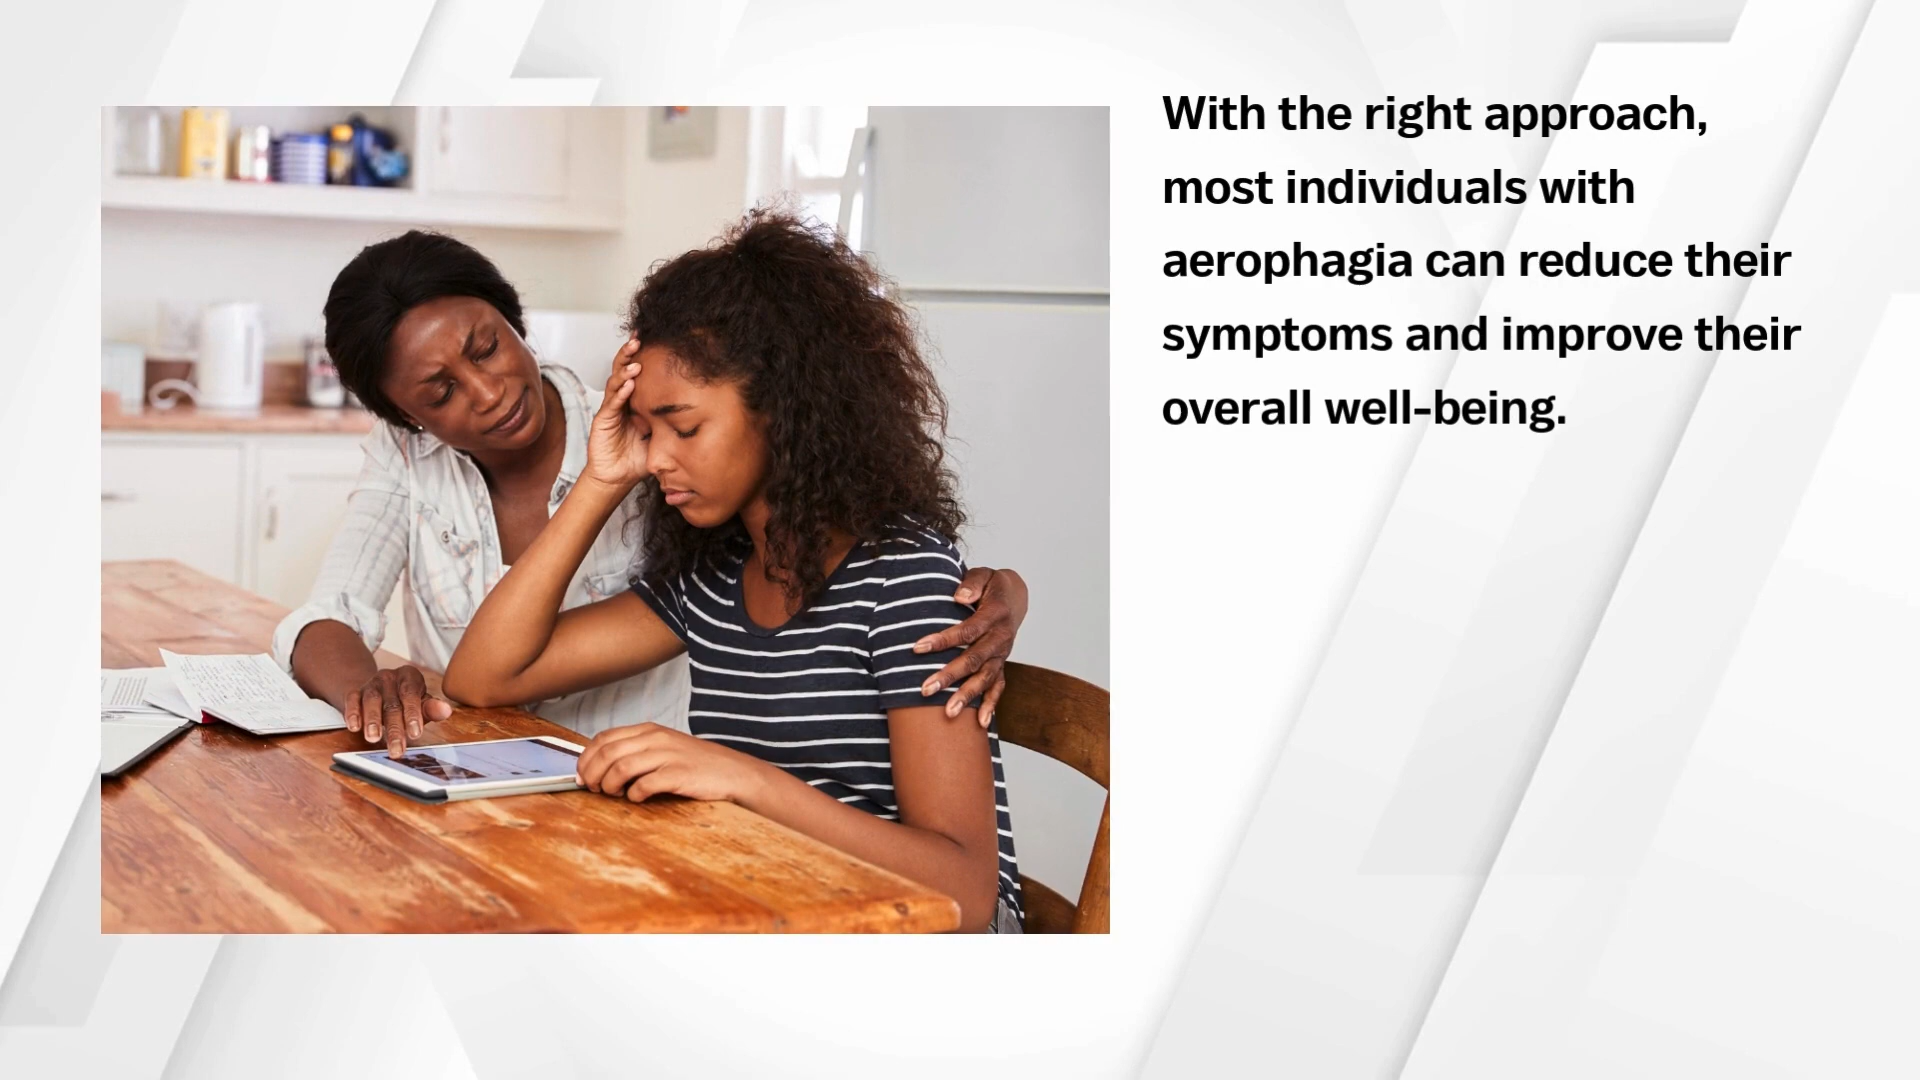 With the right approach,
most individuals with
aerophagia can reduce their
symptoms and improve their
overall well-being.